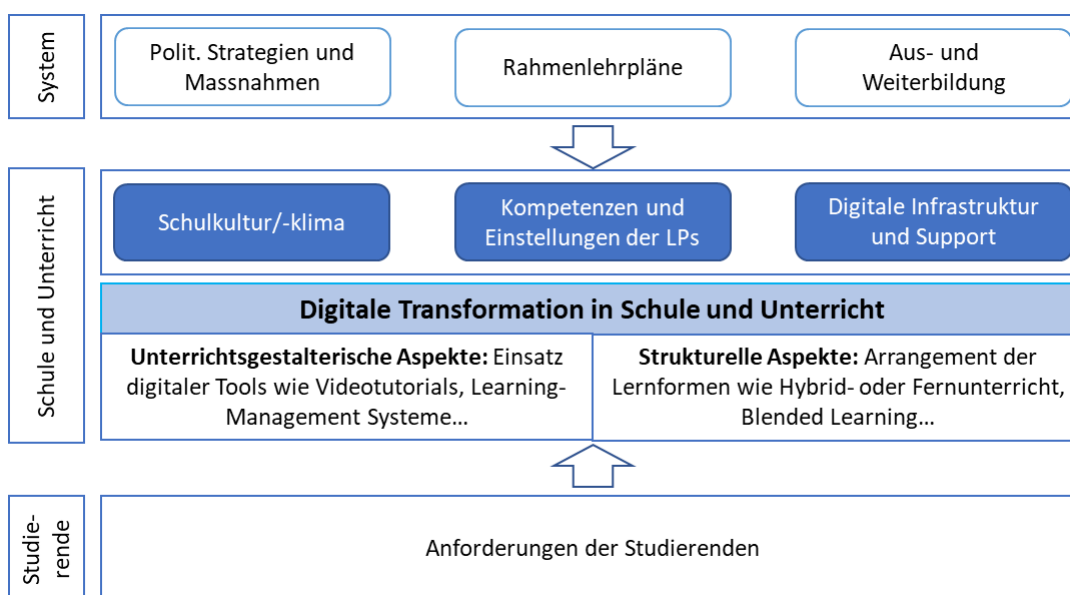 System
Polit. Strategien und
Massnahmen
Rahmenlehrpläne
Aus- und
Weiterbildung
Schule und Unterricht
Schulkultur/-klima
Kompetenzen und
Einstellungen der LPs
Digitale Infrastruktur
und Support
Digitale Transformation in Schule und Unterricht
Unterrichtsgestalterische Aspekte: Einsatz
digitaler Tools wie Videotutorials, Learning-
Management Systeme…
Strukturelle Aspekte: Arrangement der
Lernformen wie Hybrid- oder Fernunterricht,
Blended Learning…
Studie-
rende
Anforderungen der Studierenden